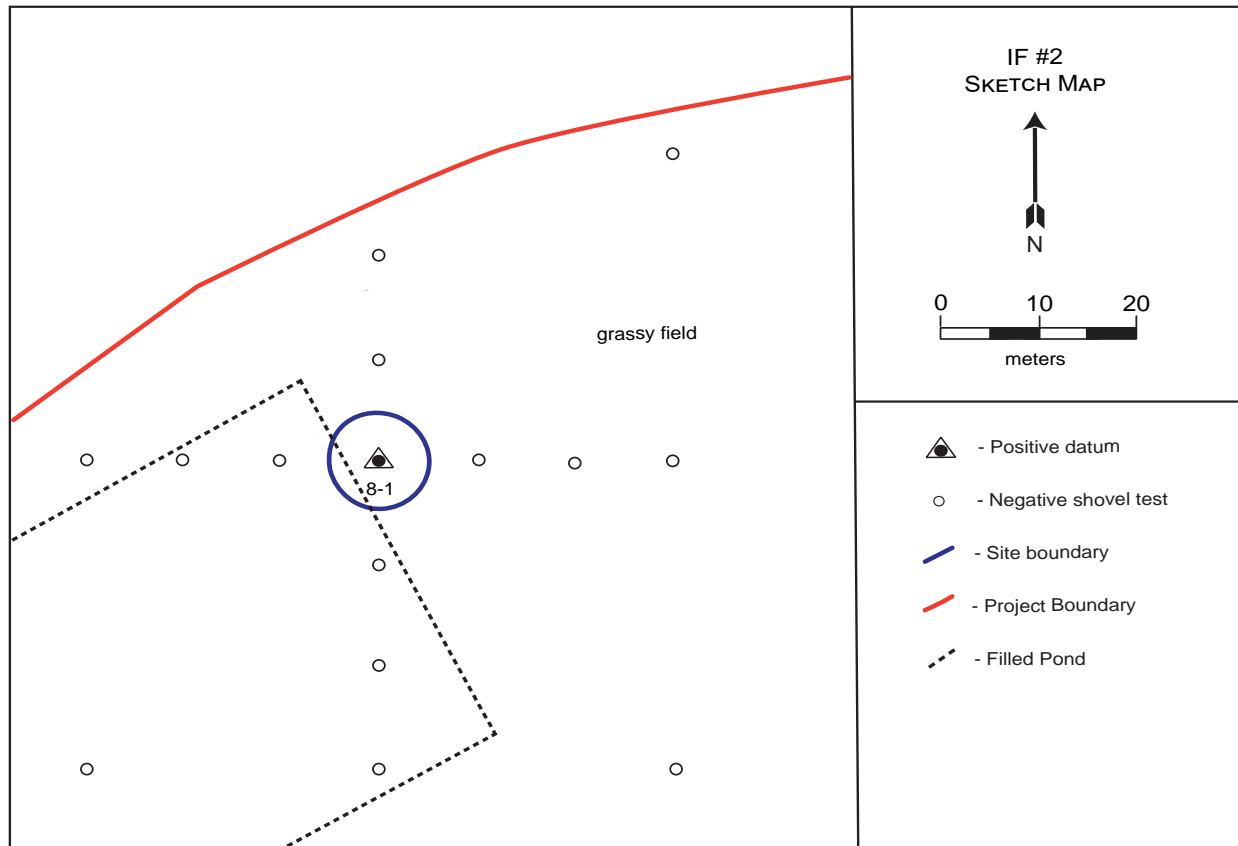 IF #2
SKETCH MAP
N
0 10 20
meters
grassy field
8-1
- Positive datum
- Negative shovel test
- Site boundary
- Project Boundary
- Filled Pond